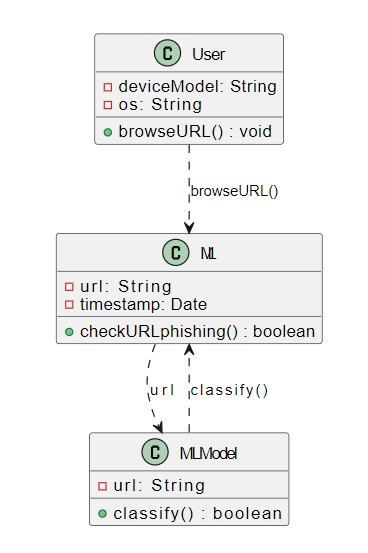 C User
deviceModel: String
os: String
browseURL() : void
browseURL()
C ML
url: String
timestamp: Date
checkURLphishing() : boolean
url classify()
C MLModel
url: String
classify() : boolean